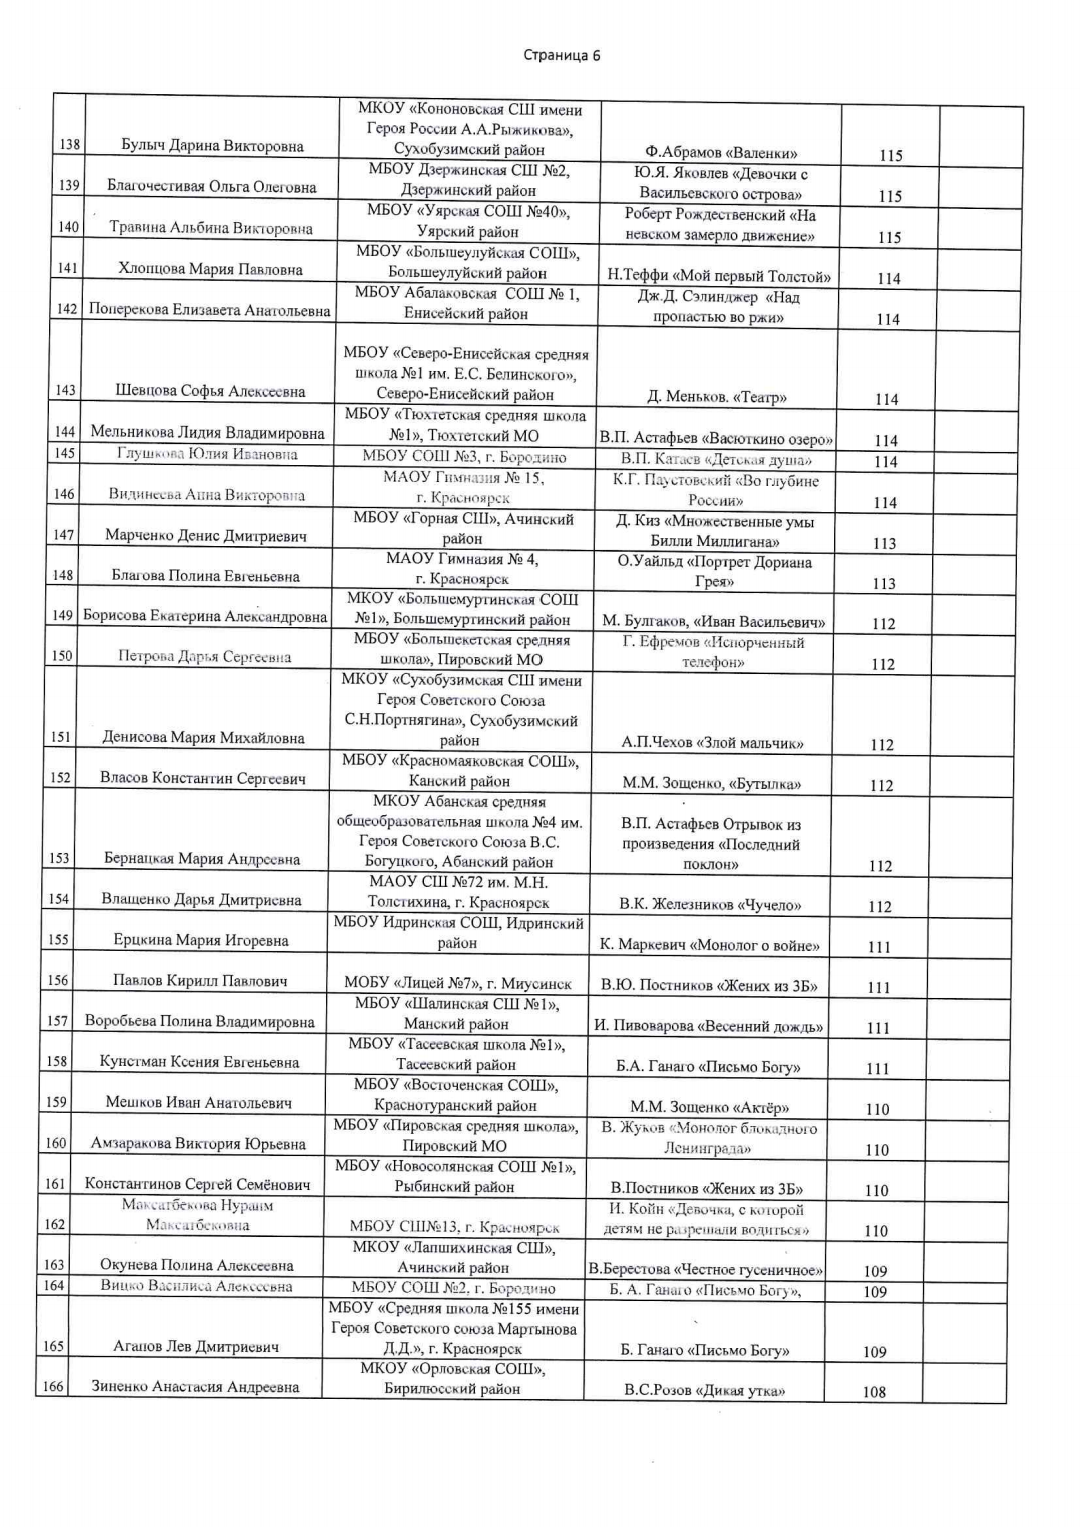 Страница 6
МКОУ «Кононовская СШ имени
Героя России А.А.Рыжикова»,
138 Булыч Дарина Викторовна Сухобузимский район Ф.Абрамов «Валенки» 115
МБОУ Дзержинская СШ №2, Ю.Я. Яковлев «Девочки с
139 Благочестивая Ольга Олеговна Дзержинский район Васильевского острова» 115
МБОУ «Уярская СОШ №40», Роберт Рождественский «На
140 Травина Альбина Викторовна Уярский район невском замерло движение» 115
МБОУ «Большеулуйская СОШ»,
141 Хлопцова Мария Павловна Большеулуйский район Н.Теффи «Мой первый Толстой» 114
МБОУ Абалаковская СОШ № 1, Дж.Д. Сэлинджер «Над
142 Поперекова Елизавета Анатольевна Енисейский район пропастью во ржи» 114
МБОУ «Северо-Енисейская средняя
школа №1 им. Е.С. Белинского»,
143 Шевцова Софья Алексеевна Северо-Енисейский район Д. Меньков. «Театр» 114
МБОУ «Тюхтетская средняя школа
144 Мельникова Лидия Владимировна №1», Тюхтетский МО В.П. Астафьев «Васюткино озеро» 114
145 Глушкова Юлия Ивановна МБОУ СОШ №3, г. Бородино В.П. Катаев «Детская душа» 114
МАОУ Гимназия № 15, К.Г. Паустовский «Во глубине
146 Видинеева Анна Викторовна г. Красноярск России» 114
МБОУ «Горная СШ», Ачинский Д. Киз «Множественные умы
147 Марченко Денис Дмитриевич район Билли Миллигана» 113
МАОУ Гимназия № 4, О.Уайльд «Портрет Дориана
148 Благова Полина Евгеньевна г. Красноярск Грея» 113
МКОУ «Большемуртинская СОШ
149 Борисова Екатерина Александровна №1», Большемуртинский район М. Булгаков, «Иван Васильевич» 112
МБОУ «Большекетская средняя Г. Ефремов «Испорченный
150 Петрова Дарья Сергеевна школа», Пировский МО телефон» 112
МКОУ «Сухобузимская СШ имени
Героя Советского Союза
С.Н.Портнягина», Сухобузимский
151 Денисова Мария Михайловна район А.П.Чехов «Злой мальчик» 112
МБОУ «Красномаяковская СОШ»,
152 Власов Константин Сергеевич Канский район М.М. Зощенко, «Бутылка» 112
МКОУ Абанская средняя
общеобразовательная школа №4 им. В.П. Астафьев Отрывок из
Героя Советского Союза В.С. произведения «Последний
153 Бернацкая Мария Андреевна Богуцкого, Абанский район поклон» 112
МАОУ СШ №72 им. М.Н.
154 Влащенко Дарья Дмитриевна Толстихина, г. Красноярск В.К. Железников «Чучело» 112
МБОУ Идринская СОШ, Идринский
155 Ерцкина Мария Игоревна район К. Маркевич «Монолог о войне» 111
156 Павлов Кирилл Павлович МОБУ «Лицей №7», г. Миусинск В.Ю. Постников «Жених из 3Б» 111
МБОУ «Шалинская СШ №1»,
157 Воробьева Полина Владимировна Манский район И. Пивоварова «Весенний дождь» 111
МБОУ «Тасеевская школа №1»,
158 Кунстман Ксения Евгеньевна Тасеевский район Б.А. Ганаго «Письмо Богу» 111
МБОУ «Восточенская СОШ»,
159 Мешков Иван Анатольевич Краснотуранский район М.М. Зощенко «Актёр» 110
МБОУ «Пировская средняя школа», В. Жуков «Монолог блокадного
160 Амзаракова Виктория Юрьевна Пировский МО Ленинграда» 110
МБОУ «Новосолянская СОШ №1»,
161 Константинов Сергей Семёнович Рыбинский район В.Постников «Жених из 3Б» 110
Максатбекова Нураим И. Койн «Девочка, с которой
162 Максатбековна МБОУ СШ№13, г. Красноярск детям не разрешали водиться» 110
МКОУ «Лапшихинская СШ»,
163 Окунева Полина Алексеевна Ачинский район В.Берестова «Честное гусеничное» 109
164 Вицко Василиса Алексеевна МБОУ СОШ №2, г. Бородино Б. А. Ганаго «Письмо Богу», 109
МБОУ «Средняя школа №155 имени
Героя Советского союза Мартынова
165 Агапов Лев Дмитриевич Д.Д.», г. Красноярск Б. Ганаго «Письмо Богу» 109
МКОУ «Орловская СОШ»,
166 Зиненко Анастасия Андреевна Бирилюсский район В.С.Розов «Дикая утка» 108